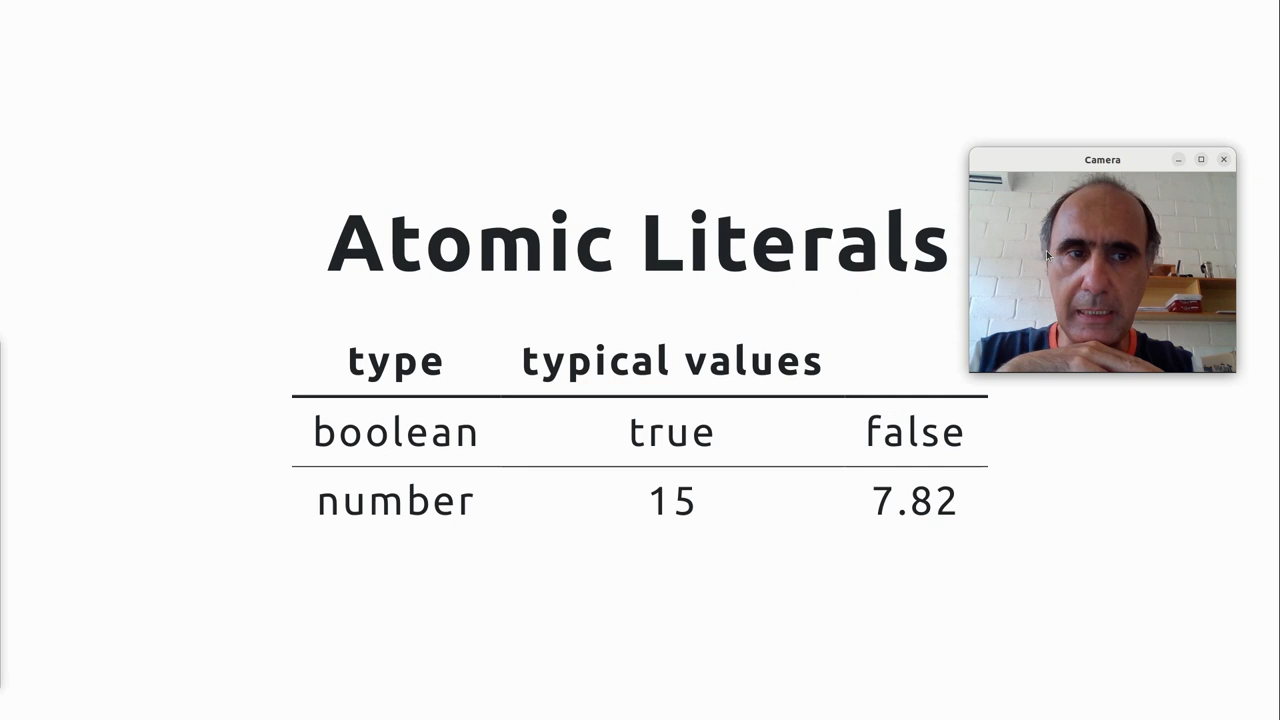 Camera
Atomic Literals
type typical values
boolean true false
number 15 7.82